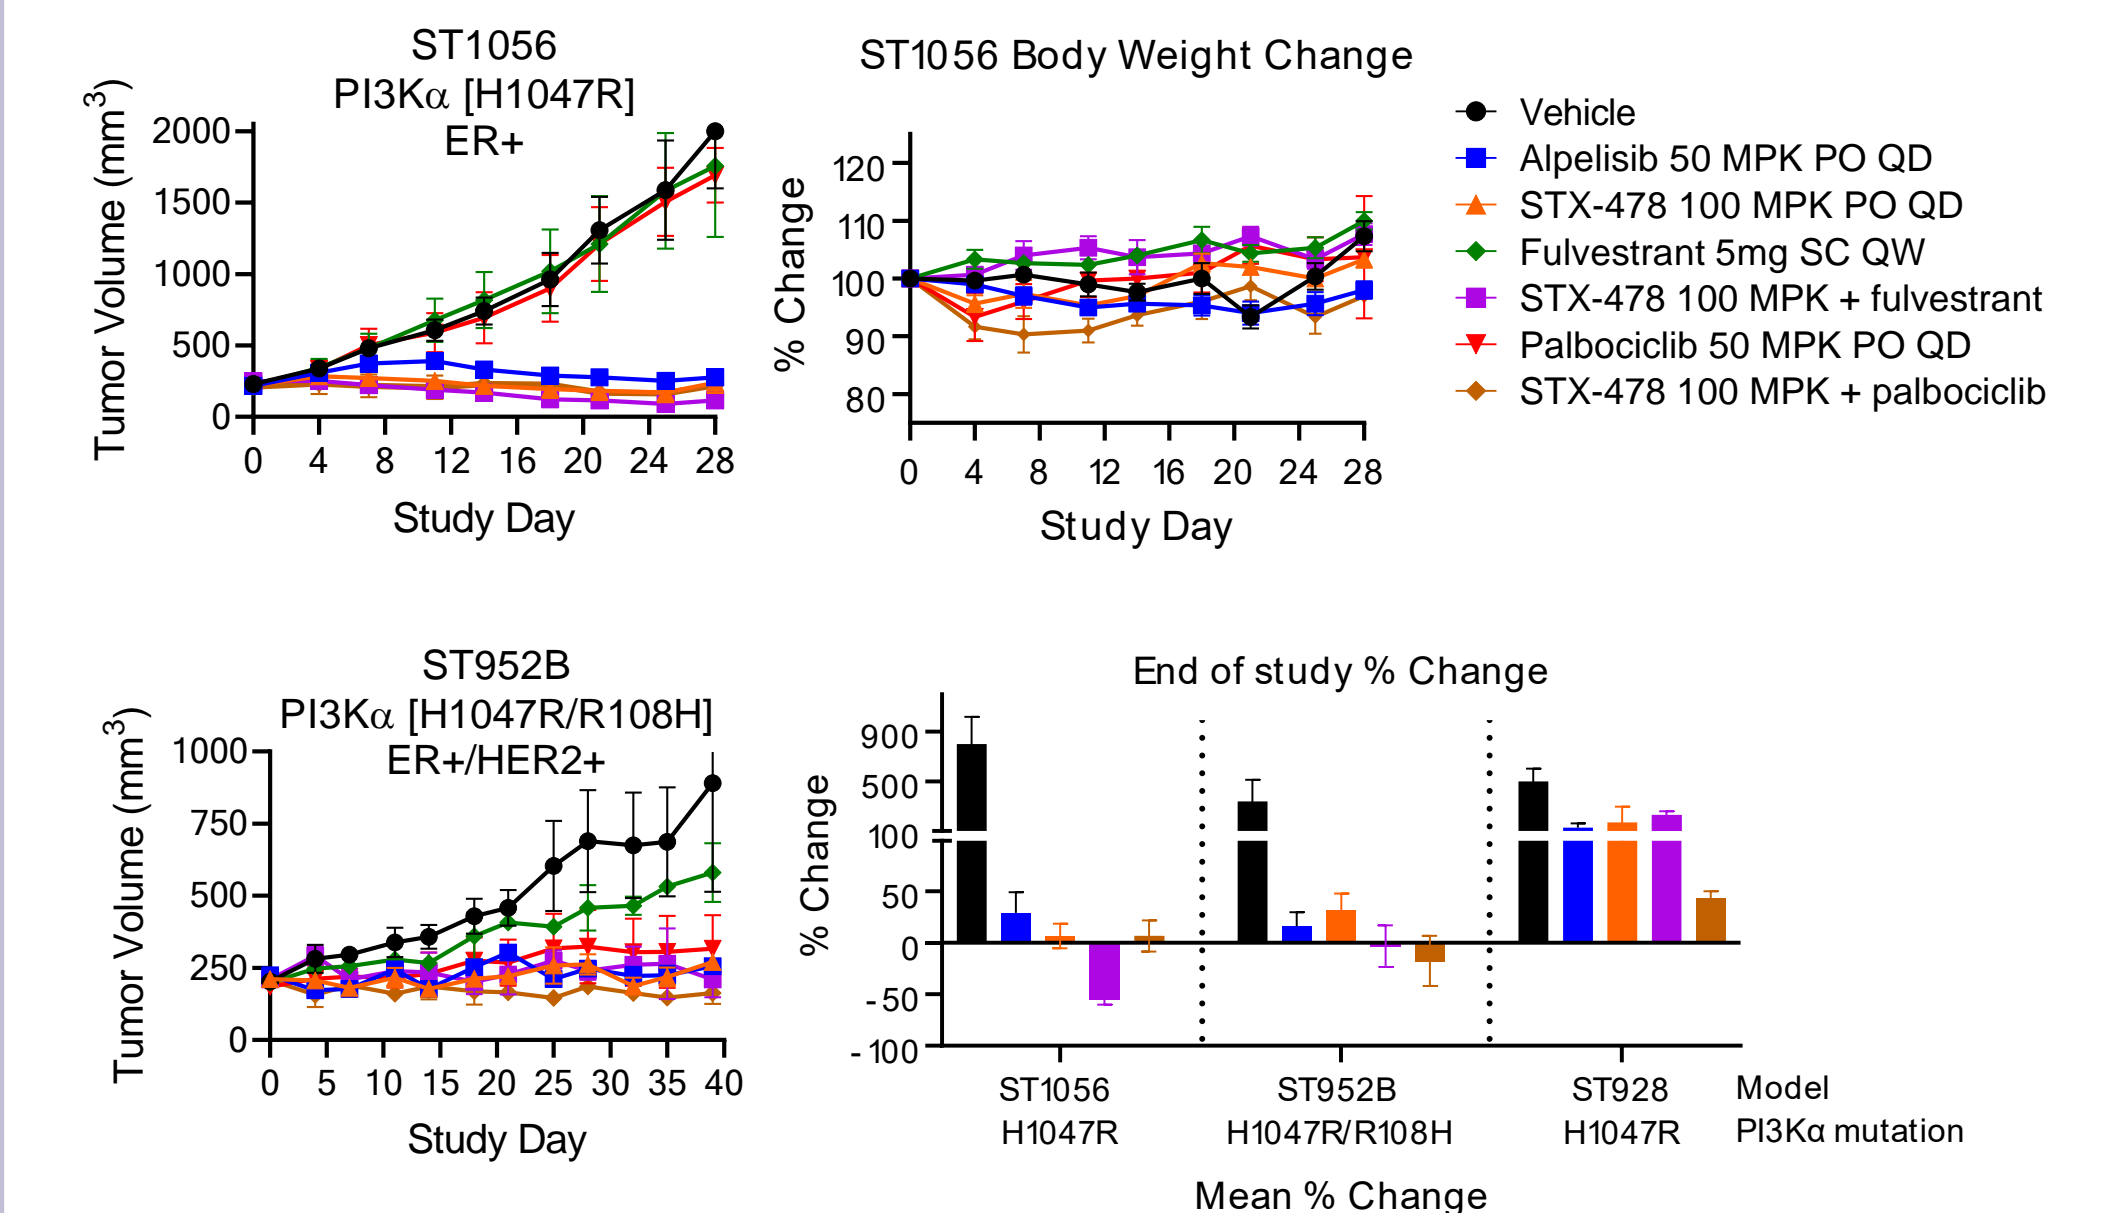 ST1056
PI3Kα [H1047R]
ER+
Tumor Volume (mm³)
2000
1500
1000
500
0
0 4 8 12 16 20 24 28
Study Day
ST1056 Body Weight Change
% Change
120
110
100
90
80
0 4 8 12 16 20 24 28
Study Day
Vehicle
Alpelisib 50 MPK PO QD
STX-478 100 MPK PO QD
Fulvestrant 5mg SC QW
STX-478 100 MPK + fulvestrant
Palbociclib 50 MPK PO QD
STX-478 100 MPK + palbociclib
ST952B
PI3Kα [H1047R/R108H]
ER+/HER2+
Tumor Volume (mm³)
1000
750
500
250
0
0 5 10 15 20 25 30 35 40
Study Day
End of study % Change
% Change
900
500
100
100
50
0
-50
-100
ST1056 ST952B ST928 Model
H1047R H1047R/R108H H1047R PI3Kα mutation
Mean % Change